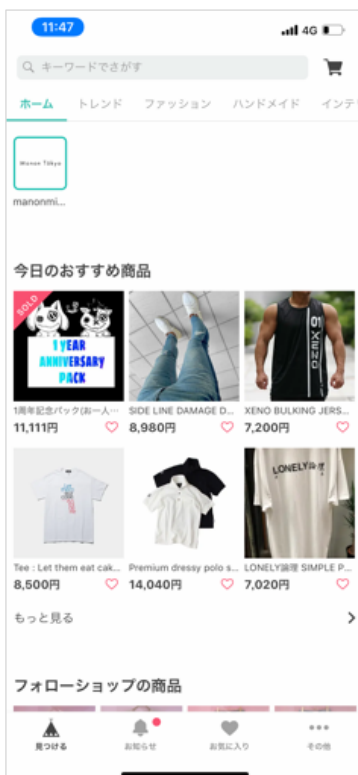 11:47
4G
キーワードでさがす
ホーム トレンド ファッション ハンドメイド インテ
Manon Tokyo
manonmi...
今日のおすすめ商品
SOLD
1 YEAR
ANNIVERSARY
PACK
01
XENO
1周年記念パック(お一人…
SIDE LINE DAMAGE D...
XENO BULKING JERS...
11,111円
8,980円
7,200円
LONELY論理
Tee : Let them eat cak...
Premium dressy polo s...
LONELY論理 SIMPLE P...
8,500円
14,040円
7,020円
もっと見る
フォローショップの商品
見つける
お知らせ
お気に入り
その他